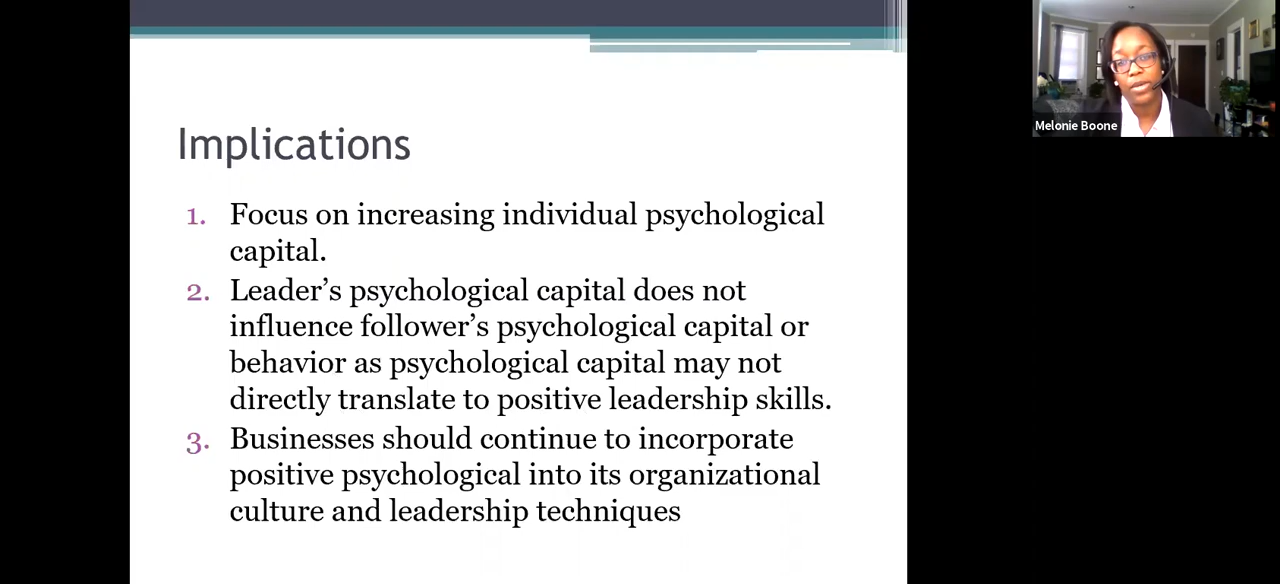 Implications
1. Focus on increasing individual psychological
capital.
2. Leader’s psychological capital does not
influence follower’s psychological capital or
behavior as psychological capital may not
directly translate to positive leadership skills.
3. Businesses should continue to incorporate
positive psychological into its organizational
culture and leadership techniques
Melonie Boone